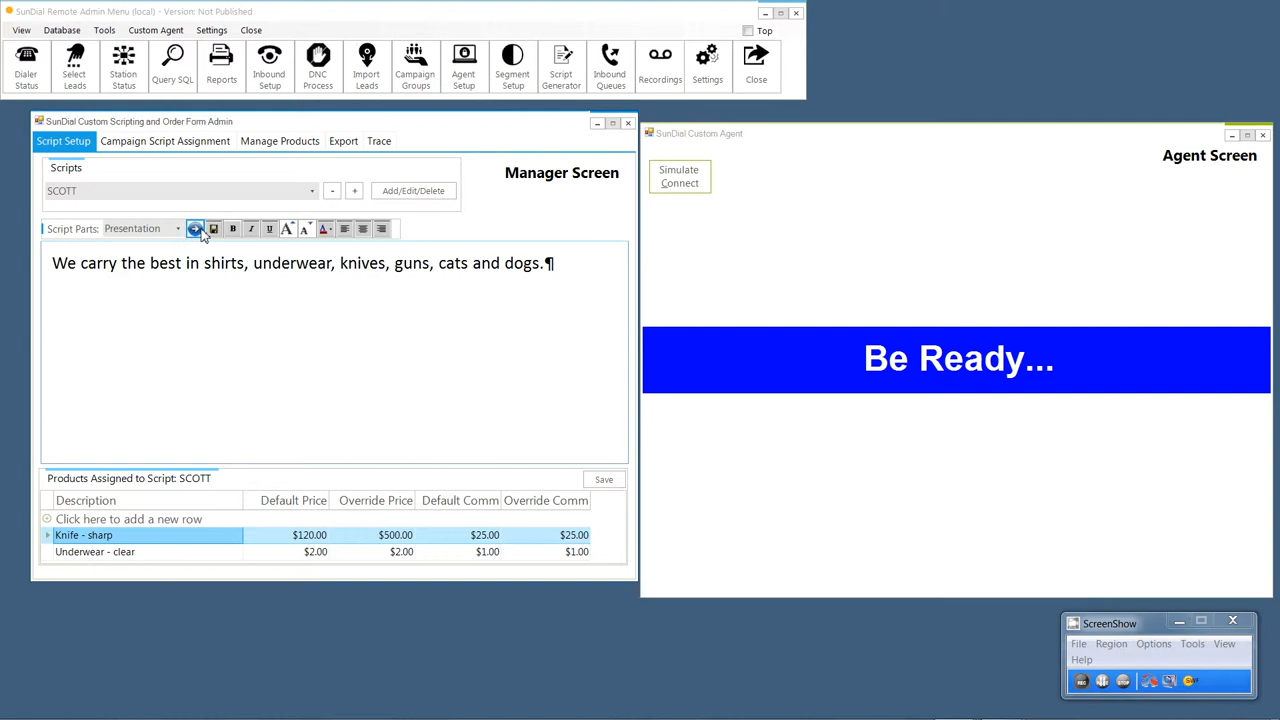 SunDial Remote Admin Menu (local) - Version: Not Published
View Database Tools Custom Agent Settings Close Top
Dialer Status
Select Leads
Station Status
Query SQL
Reports
Inbound Setup
DNC Process
Import Leads
Campaign Groups
Agent Setup
Segment Setup
Script Generator
Inbound Queues
Recordings
Settings
Close
SunDial Custom Scripting and Order Form Admin
Script Setup Campaign Script Assignment Manage Products Export Trace
Scripts
Manager Screen
SCOTT - + Add/Edit/Delete
Script Parts: Presentation B I U A A A
We carry the best in shirts, underwear, knives, guns, cats and dogs.¶
Products Assigned to Script: SCOTT Save
Description Default Price Override Price Default Comm Override Comm
Click here to add a new row
Knife - sharp $120.00 $500.00 $25.00 $25.00
Underwear - clear $2.00 $2.00 $1.00 $1.00
SunDial Custom Agent
Agent Screen
Simulate
Connect
Be Ready...
ScreenShow
File Region Options Tools View
Help
REC STOP SWF